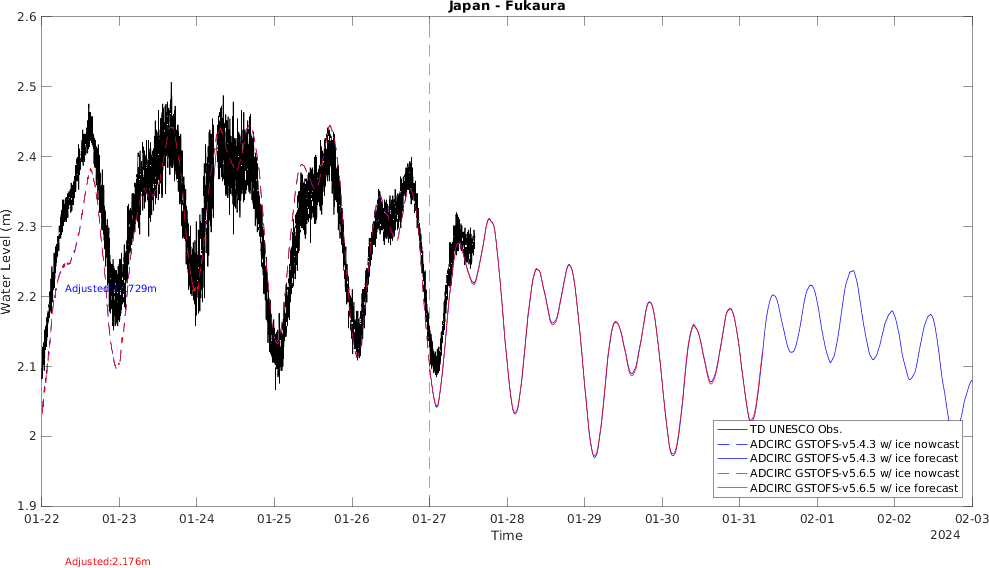 Japan - Fukaura
2.6
2.5
2.4
2.3
2.2
2.1
2
1.9
Water Level (m)
Adjusted: 729m
TD UNESCO Obs.
ADCIRC GSTOFS-v5.4.3 w/ ice nowcast
ADCIRC GSTOFS-v5.4.3 w/ ice forecast
ADCIRC GSTOFS-v5.6.5 w/ ice nowcast
ADCIRC GSTOFS-v5.6.5 w/ ice forecast
01-22 01-23 01-24 01-25 01-26 01-27 01-28 01-29 01-30 01-31 02-01 02-02 02-03
Time
2024
Adjusted:2.176m